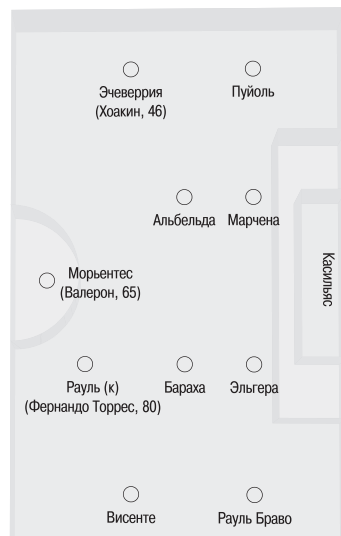 Эчеверрия
(Хоакин, 46)
Пуйоль
Альбельда
Марчена
Касильяс
Морьентес
(Валерон, 65)
Рауль (к)
(Фернандо Торрес, 80)
Бараха
Эльгера
Висенте
Рауль Браво